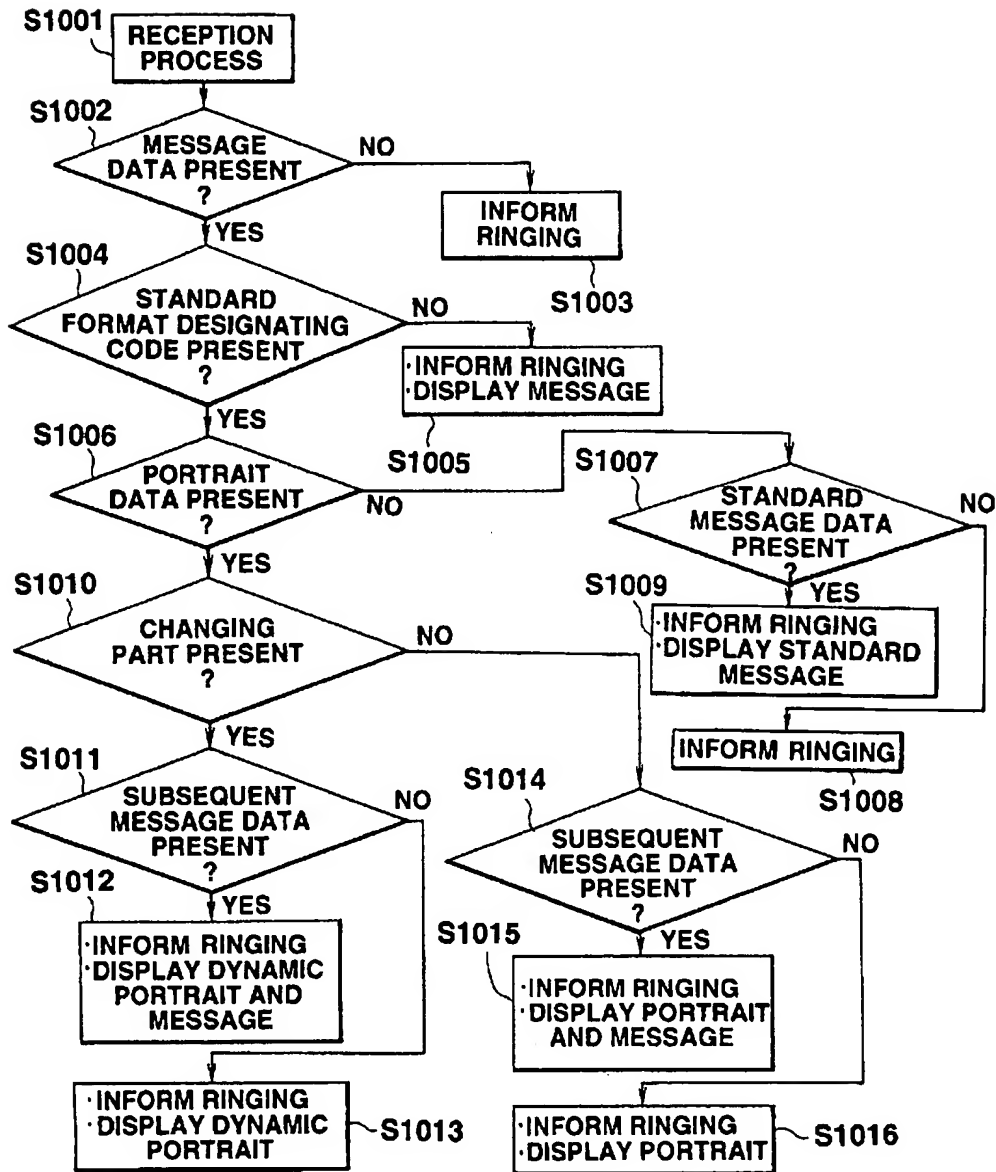 S1001
RECEPTION
PROCESS
S1002
MESSAGE
DATA PRESENT
?
NO
YES
INFORM
RINGING
S1003
S1004
STANDARD
FORMAT DESIGNATING
CODE PRESENT
?
NO
YES
·INFORM RINGING
·DISPLAY MESSAGE
S1005
S1006
PORTRAIT
DATA PRESENT
?
NO
YES
S1007
STANDARD
MESSAGE DATA
PRESENT
?
NO
YES
S1009
·INFORM RINGING
·DISPLAY STANDARD
MESSAGE
INFORM RINGING
S1008
S1010
CHANGING
PART PRESENT
?
NO
YES
S1011
SUBSEQUENT
MESSAGE DATA
PRESENT
?
NO
YES
S1012
·INFORM RINGING
·DISPLAY DYNAMIC
PORTRAIT AND
MESSAGE
·INFORM RINGING
·DISPLAY DYNAMIC
PORTRAIT
S1013
S1014
SUBSEQUENT
MESSAGE DATA
PRESENT
?
NO
YES
S1015
·INFORM RINGING
·DISPLAY PORTRAIT
AND MESSAGE
·INFORM RINGING
·DISPLAY PORTRAIT
S1016